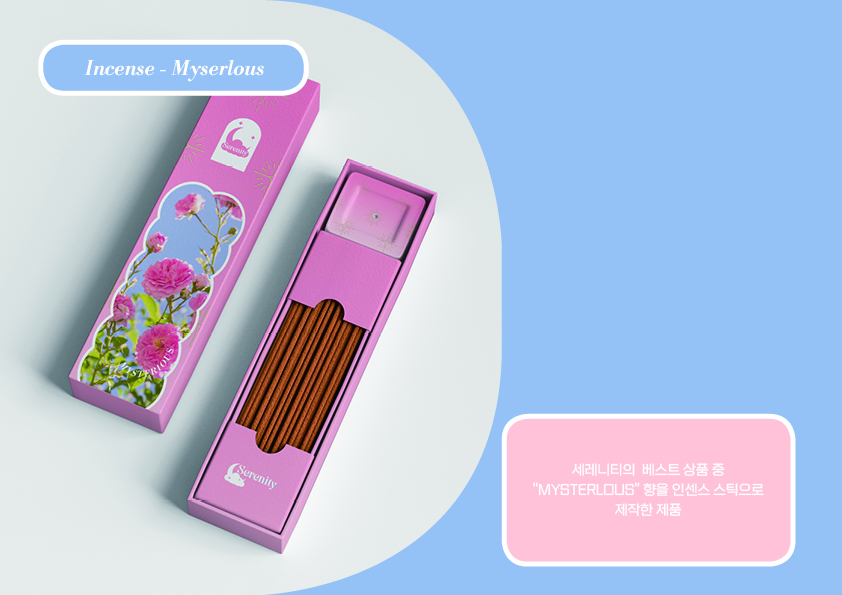 Incense - Myserlous
Serenity
MYSTERIOUS
Serenity
세레니티의 베스트 상품 중
“MYSTERLOUS” 향을 인센스 스틱으로
제작한 제품